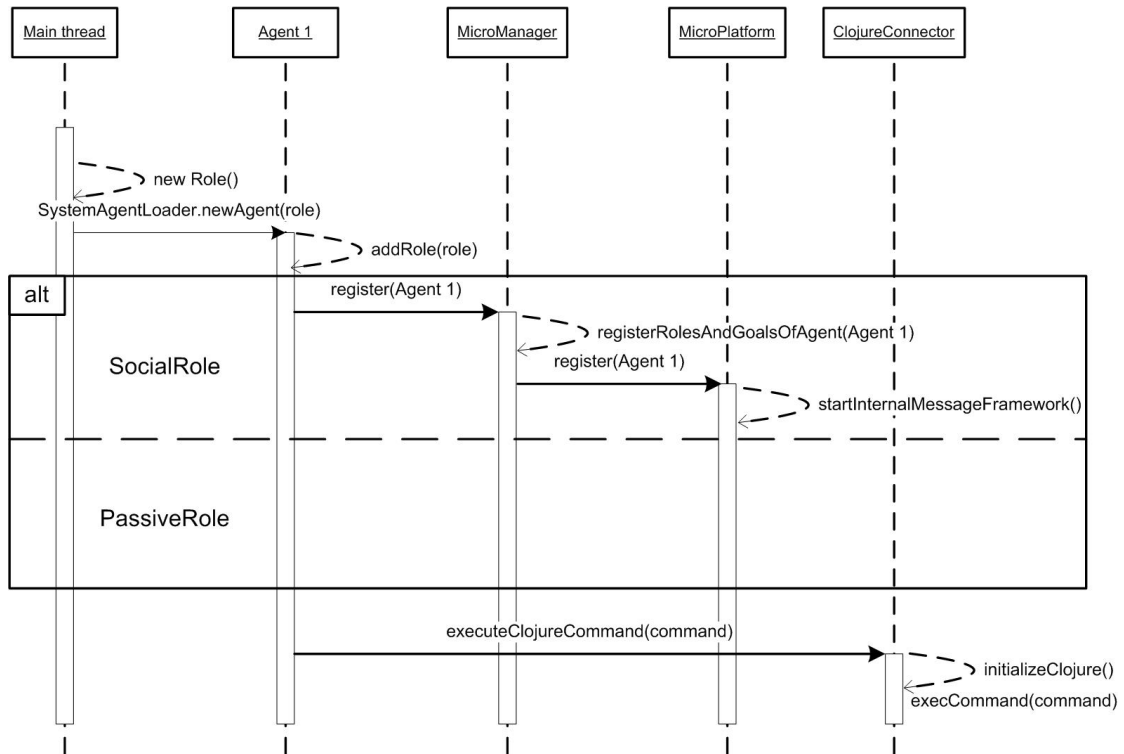 Main thread
Agent 1
MicroManager
MicroPlatform
ClojureConnector
new Role()
SystemAgentLoader.newAgent(role)
addRole(role)
alt
register(Agent 1)
registerRolesAndGoalsOfAgent(Agent 1)
register(Agent 1)
SocialRole
startInternalMessageFramework()
PassiveRole
executeClojureCommand(command)
initializeClojure()
execCommand(command)